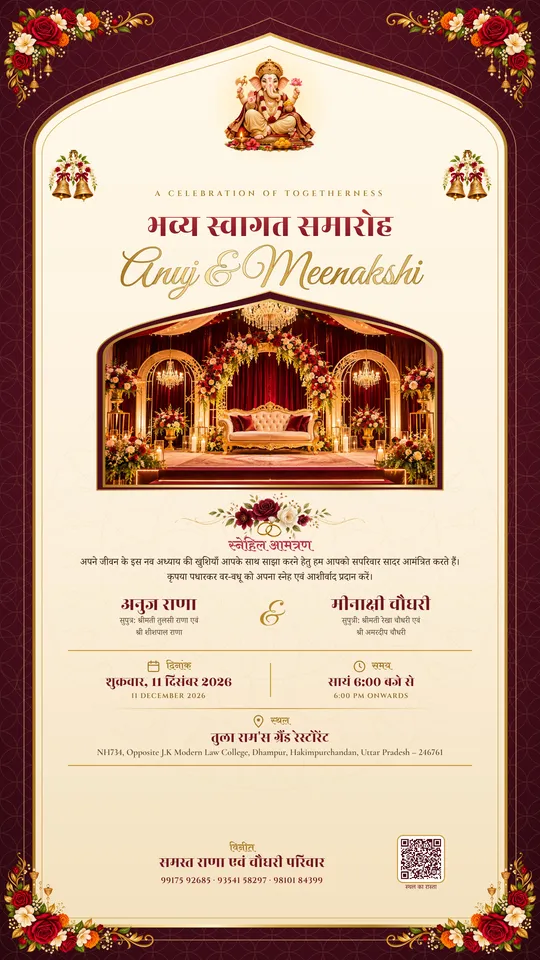 A CELEBRATION OF TOGETHERNESS
भव्य स्वागत समारोह
Anuj & Meenakshi
स्नेहिल आमंत्रण
अपने जीवन के इस नव अध्याय की खुशियाँ आपके साथ साझा करने हेतु हम आपको सपरिवार सादर आमंत्रित करते हैं।
कृपया पधारकर वर-वधू को अपना स्नेह एवं आशीर्वाद प्रदान करें।
अनुज राणा & मीनाक्षी चौधरी
सुपुत्र: श्रीमती तुलसी राणा एवं सुपुत्री: श्रीमती रेखा चौधरी एवं
श्री शीशपाल राणा श्री अमरदीप चौधरी
दिनांक समय
शुक्रवार, 11 दिसंबर 2026 सायं 6:00 बजे से
11 DECEMBER 2026 6:00 PM ONWARDS
स्थल
तुला राम'स ग्रैंड रेस्टोरेंट
NH734, Opposite J.K Modern Law College, Dhampur, Hakimpurchandan, Uttar Pradesh – 246761
विनीत
समस्त राणा एवं चौधरी परिवार
99175 92685 · 93541 58297 · 98101 84399
स्थल का रास्ता